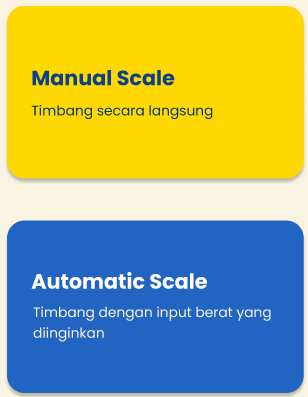 Manual Scale
Timbang secara langsung
Automatic Scale
Timbang dengan input berat yang
diinginkan